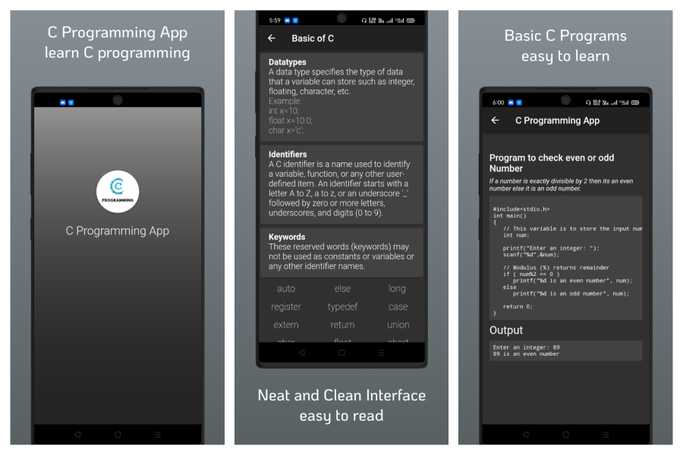 C Programming App
learn C programming
C
PROGRAMMING
C Programming App
5:59
Basic of C
Datatypes
A data type specifies the type of data
that a variable can store such as integer,
floating, character, etc.
Example:
int x=10;
float x=10.0;
char x='c';
Identifiers
A C identifier is a name used to identify
a variable, function, or any other user-
defined item. An identifier starts with a
letter A to Z, a to z, or an underscore '_'
followed by zero or more letters,
underscores, and digits (0 to 9).
Keywords
These reserved words (keywords) may
not be used as constants or variables or
any other identifier names.
auto else long
register typedef case
extern return union
Neat and Clean Interface
easy to read
Basic C Programs
easy to learn
6:00
C Programming App
Program to check even or odd
Number
If a number is exactly divisible by 2 then its an even
number else it is an odd number.
#include<stdio.h>
int main()
{
// This variable is to store the input num
int num;
printf("Enter an integer: ");
scanf("%d",&num);
// Modulus (%) returns remainder
if ( num%2 == 0 )
printf("%d is an even number", num);
else
printf("%d is an odd number", num);
return 0;
}
Output
Enter an integer: 89
89 is an even number